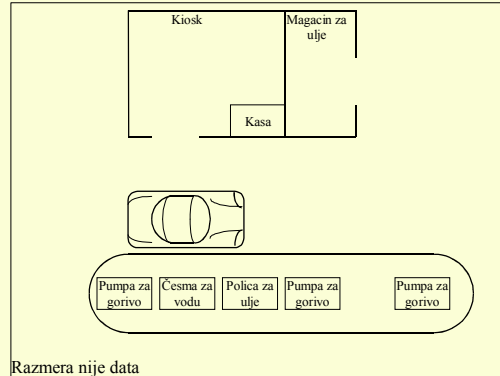 Kiosk
Magacin za
ulje
Kasa
Pumpa za
gorivo
Česma za
vodu
Polica za
ulje
Pumpa za
gorivo
Pumpa za
gorivo
Razmera nije data